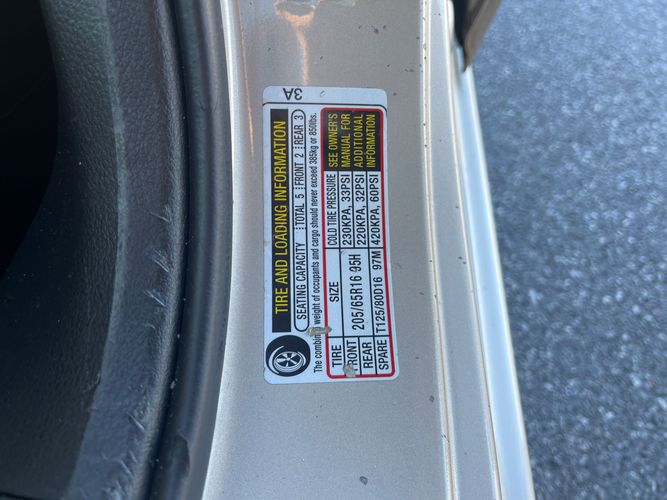 3A
TIRE AND LOADING INFORMATION
SEATING CAPACITY TOTAL 5 FRONT 2 REAR 3
The combined weight of occupants and cargo should never exceed 385kg or 850lbs.
TIRE SIZE COLD TIRE PRESSURE SEE OWNER'S MANUAL FOR ADDITIONAL INFORMATION
FRONT 205/65R16 95H 230KPA, 33PSI
REAR 220KPA, 32PSI
SPARE T125/80D16 97M 420KPA, 60PSI